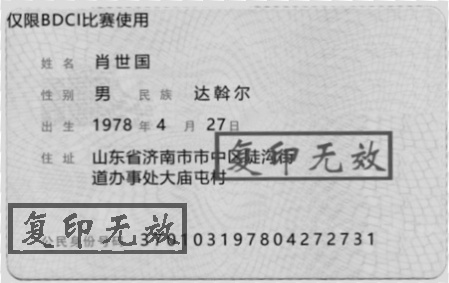 仅限BDCI比赛使用
姓名 肖世国
性别 男 民族 达斡尔
出生 1978 年 4 月 27 日
住址 山东省济南市市中区陡沟街
道办事处大庙屯村
复印无效
复印无效
公民身份号码 370103197804272731